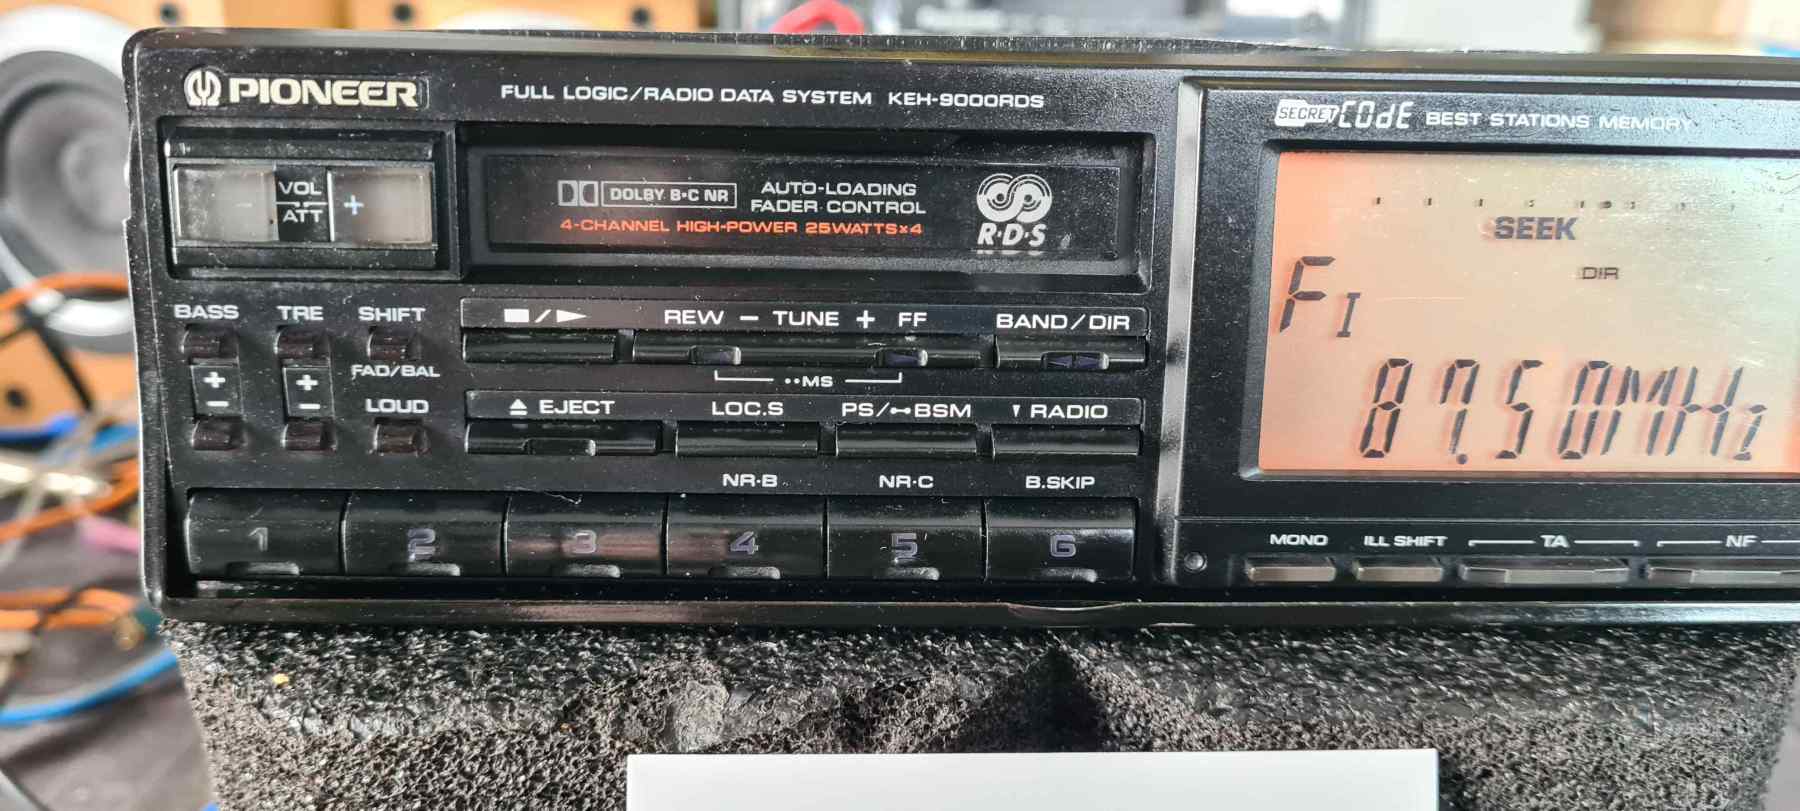 PIONEER
FULL LOGIC/RADIO DATA SYSTEM KEH-9000RDS
SECRET COdE BEST STATIONS MEMORY
- VOL +
ATT
DOLBY B·C NR
AUTO-LOADING
FADER CONTROL
4-CHANNEL HIGH-POWER 25WATTS×4
R·D·S
SEEK
DIR
F1
87.50MHz
BASS TRE SHIFT
+ +
- -
FAD/BAL
LOUD
■/▶ REW - TUNE + FF BAND/DIR
••MS
▲ EJECT LOC.S PS/•-•BSM ▼ RADIO
NR·B NR·C B.SKIP
1 2 3 4 5 6
MONO ILL SHIFT TA NF